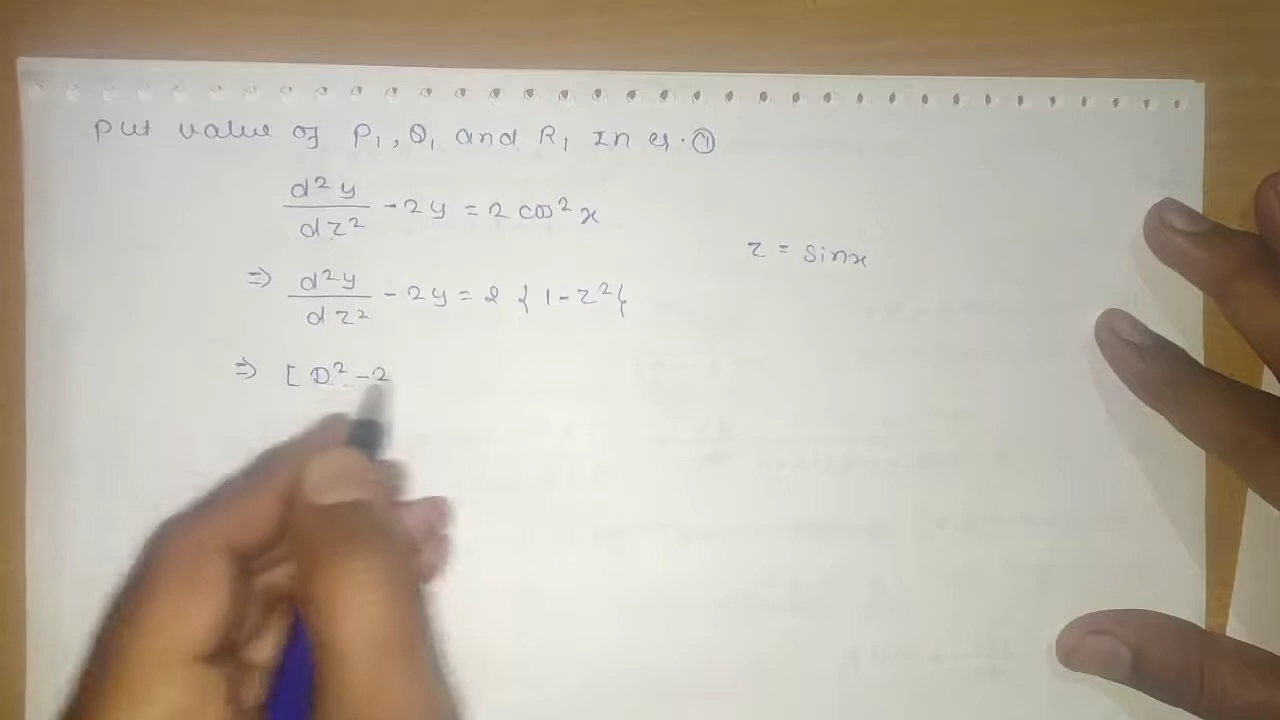 put value of P₁, Q₁ and R₁ in eq. ①
d²y/dz² - 2y = 2 cos²x
z = sinx
⇒ d²y/dz² - 2y = 2 { 1 - z² }
⇒ [ D² - 2